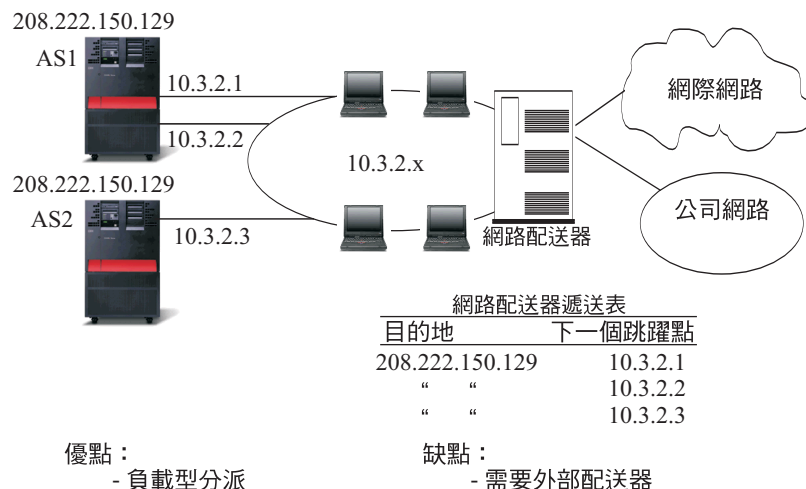 208.222.150.129
AS1
10.3.2.1
10.3.2.2
網際網路
10.3.2.x
208.222.150.129
AS2
10.3.2.3
網路配送器
公司網路
網路配送器遞送表
目的地 下一個跳躍點
208.222.150.129 10.3.2.1
“ “ 10.3.2.2
“ “ 10.3.2.3
優點：
- 負載型分派
缺點：
- 需要外部配送器